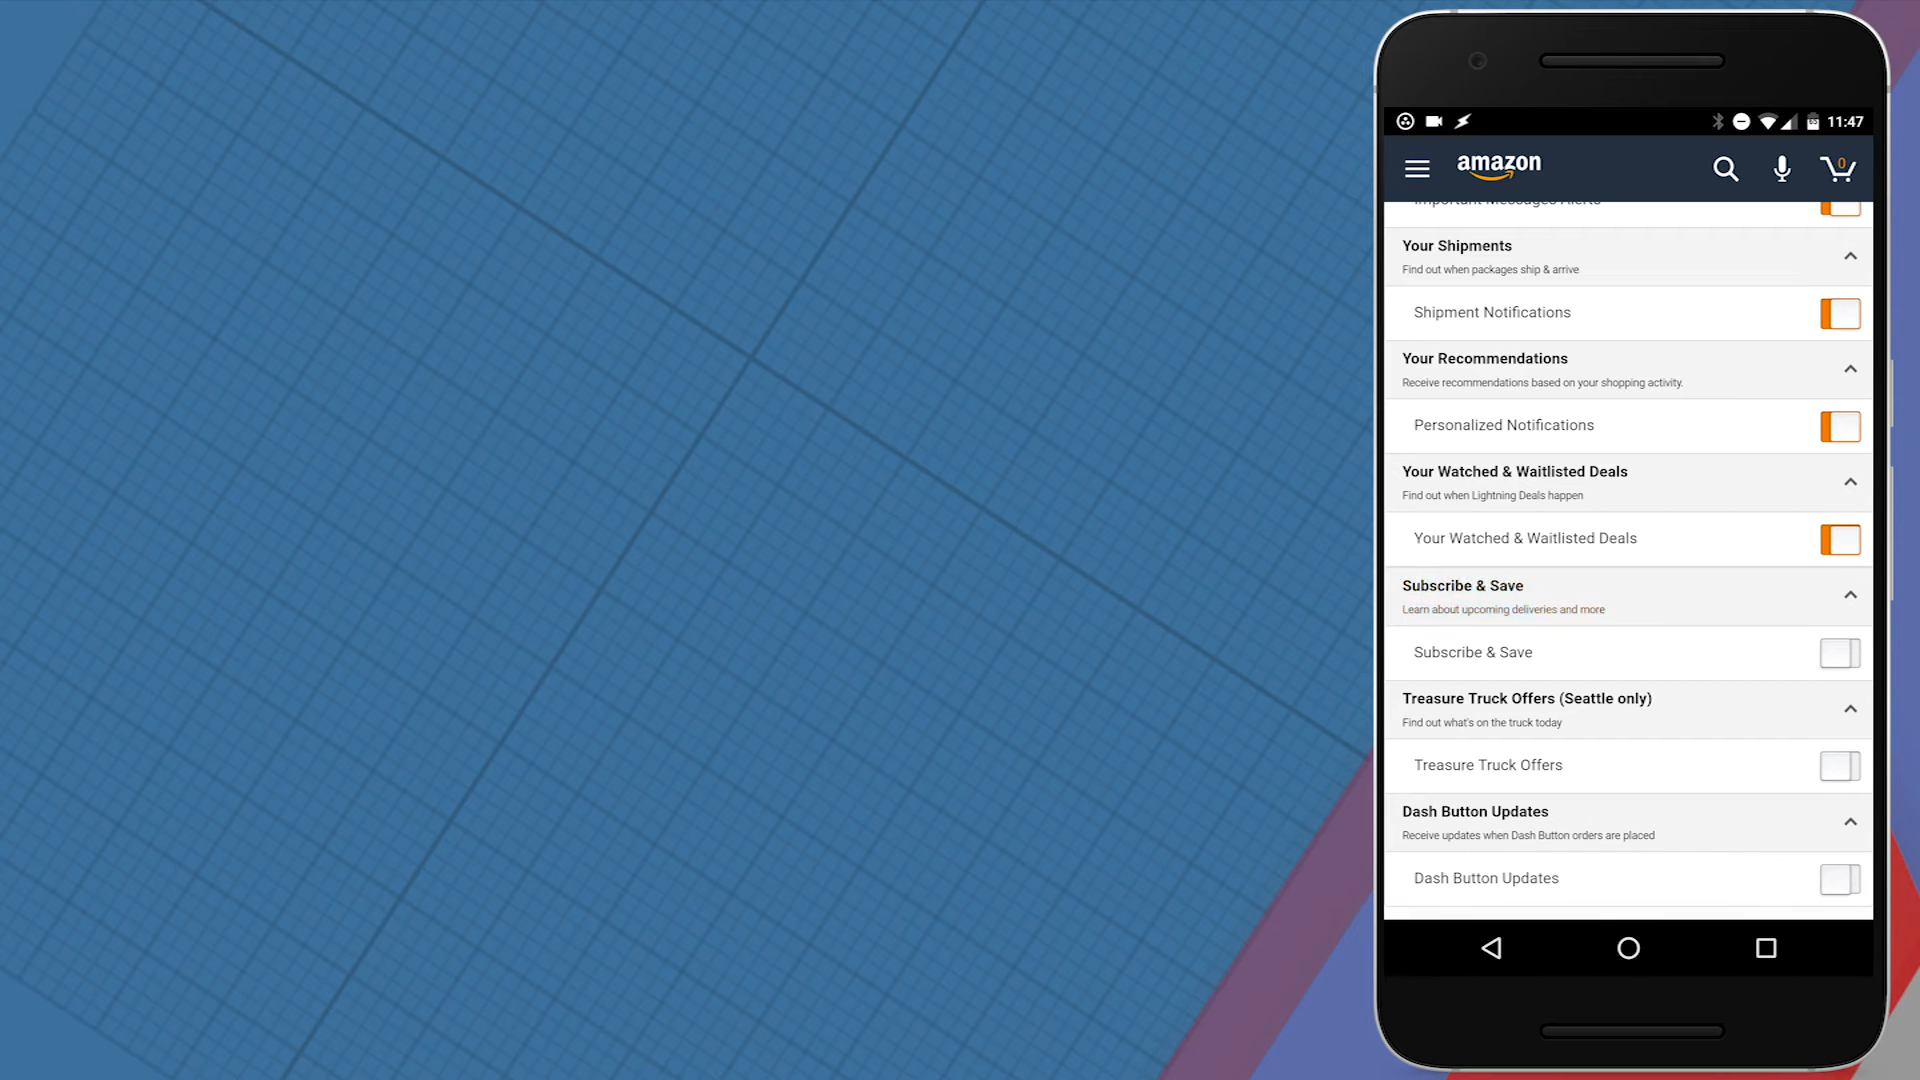 11:47
amazon
0
Important Messages Alerts
Your Shipments
Find out when packages ship & arrive
Shipment Notifications
Your Recommendations
Receive recommendations based on your shopping activity.
Personalized Notifications
Your Watched & Waitlisted Deals
Find out when Lightning Deals happen
Your Watched & Waitlisted Deals
Subscribe & Save
Learn about upcoming deliveries and more
Subscribe & Save
Treasure Truck Offers (Seattle only)
Find out what's on the truck today
Treasure Truck Offers
Dash Button Updates
Receive updates when Dash Button orders are placed
Dash Button Updates